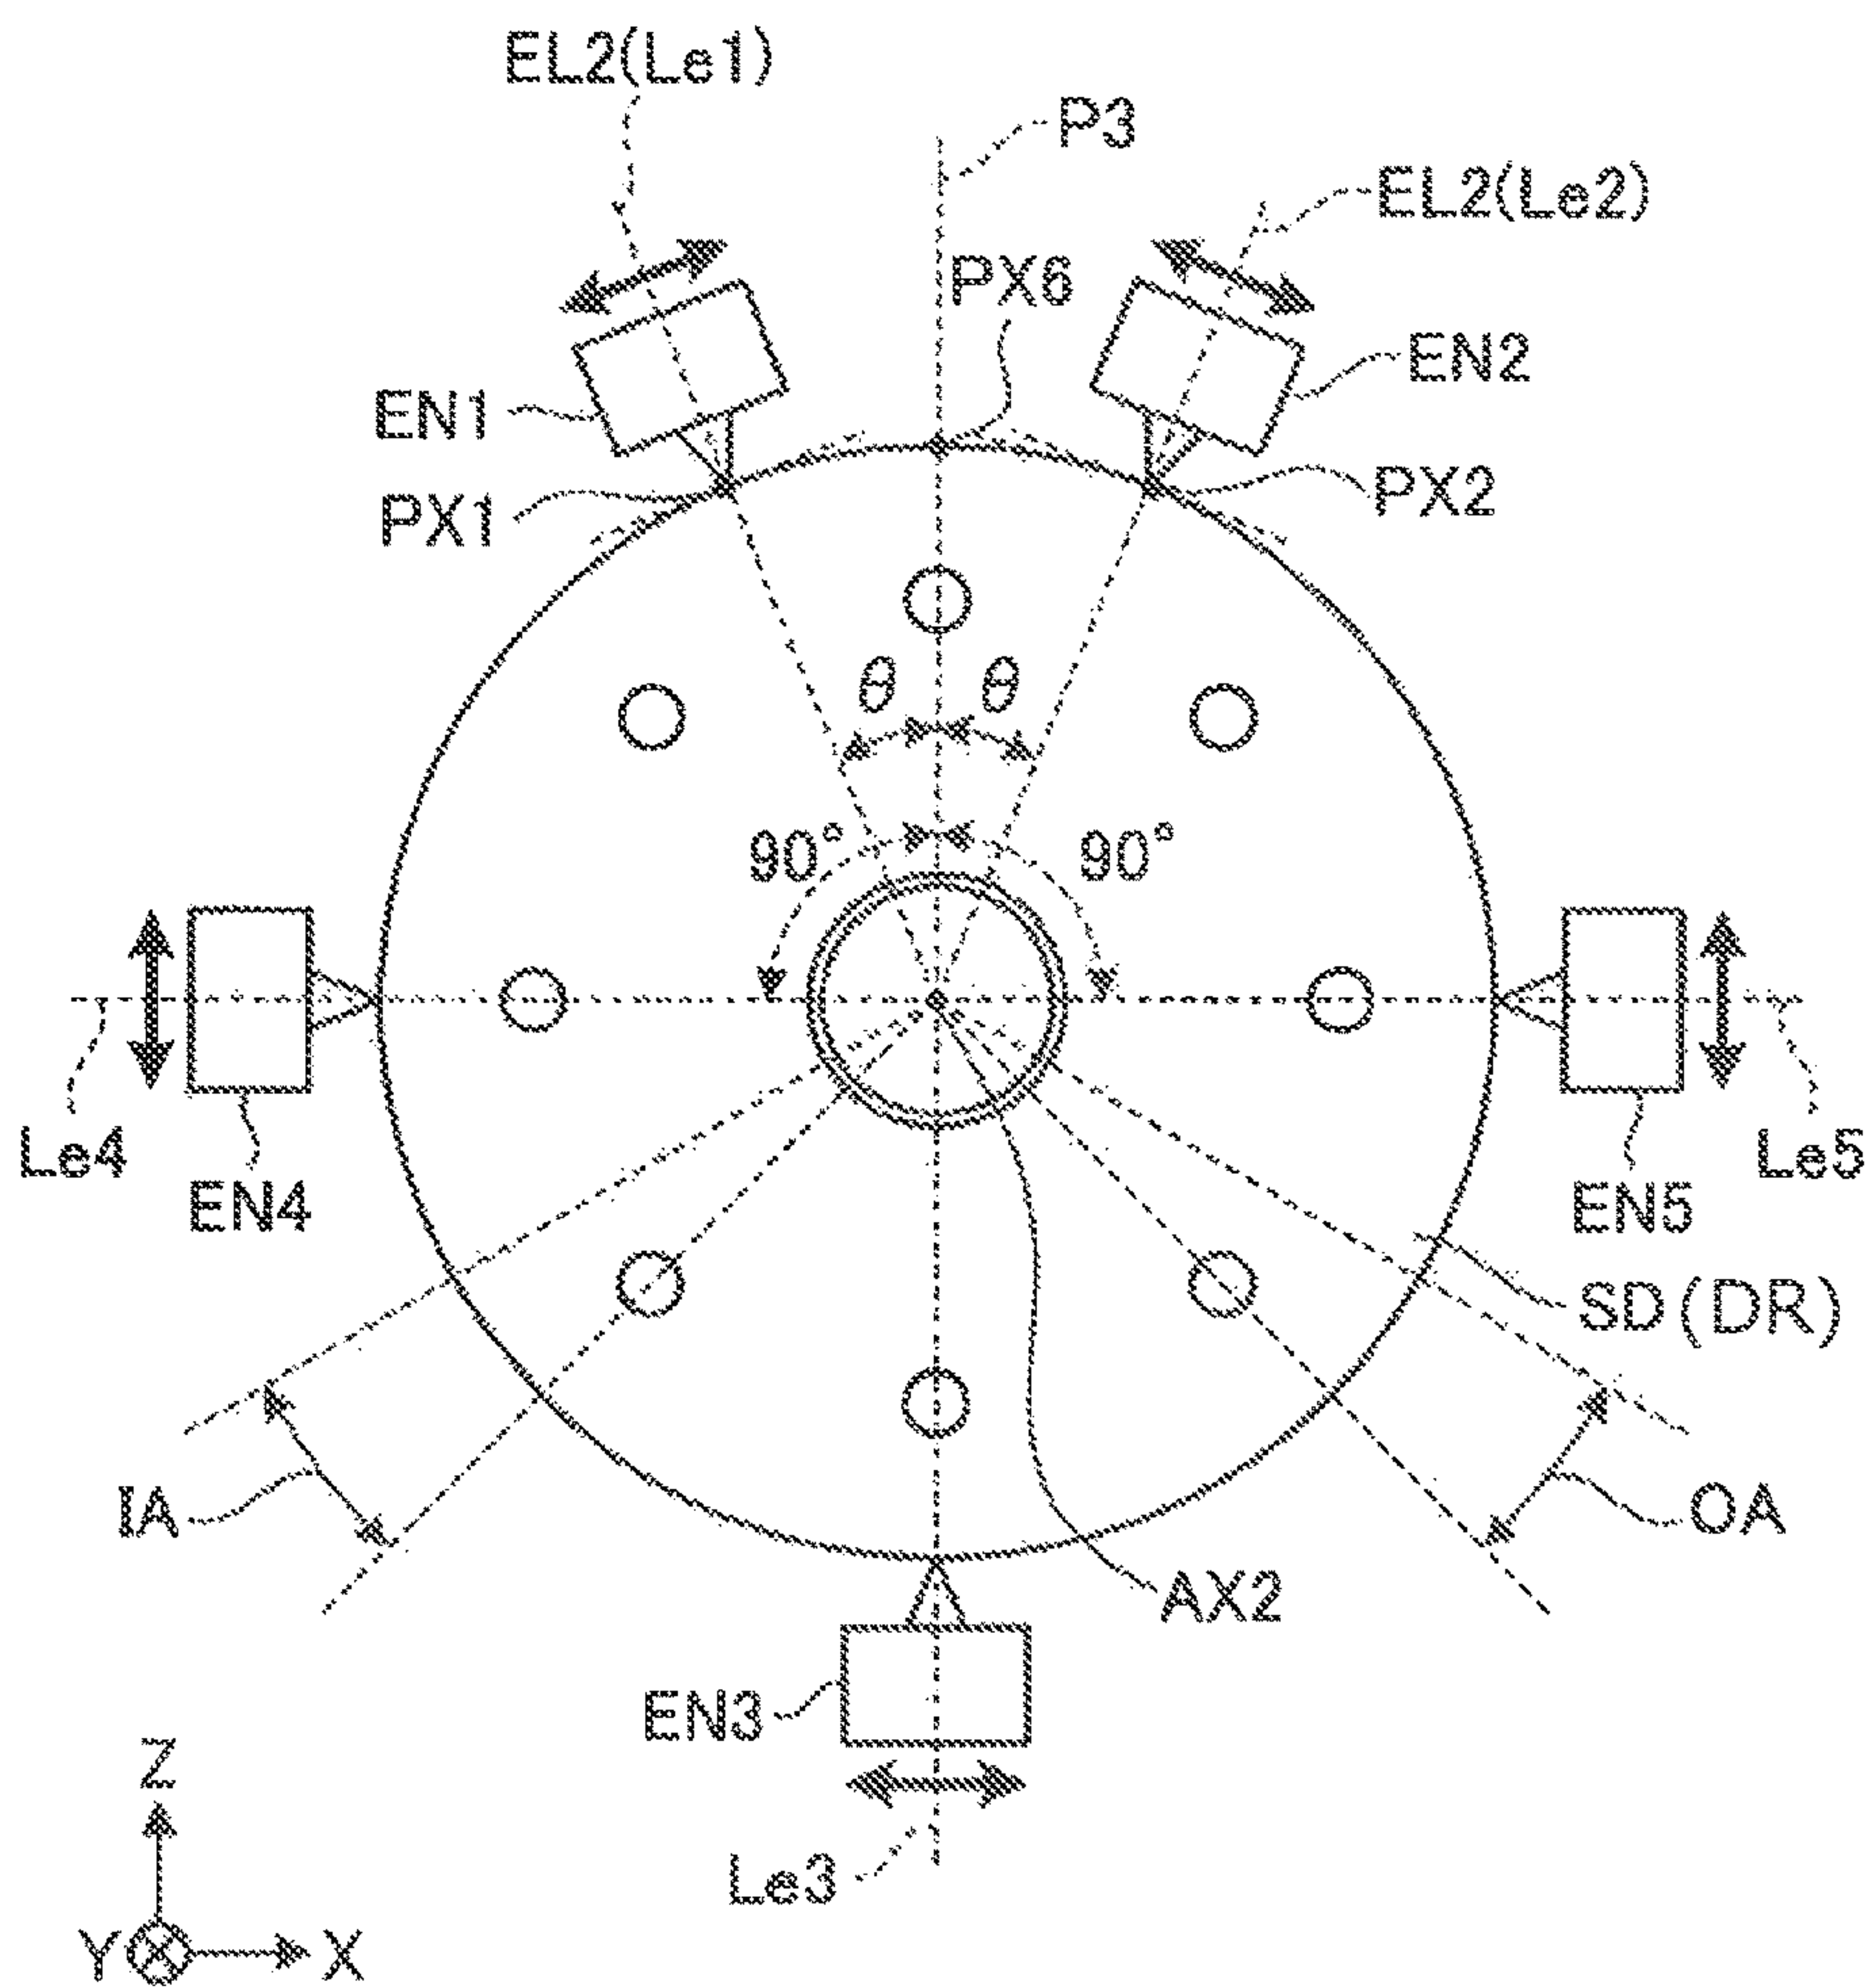 EL2(Le1)
P3
EL2(Le2)
PX6
EN1
EN2
PX1
PX2
θ
θ
90°
90°
Le4
EN4
Le5
EN5
SD(DR)
IA
OA
AX2
EN3
Le3
Z
Y
X